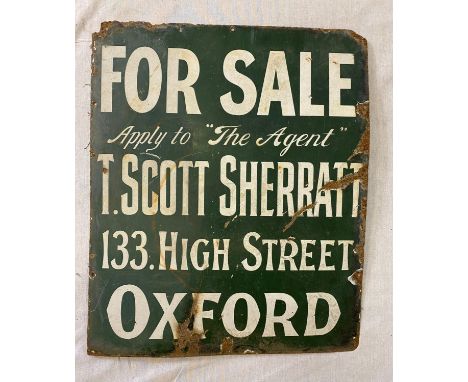 FOR SALE
Apply to "The Agent"
T. SCOTT SHERRATT
133. HIGH STREET
OXFORD